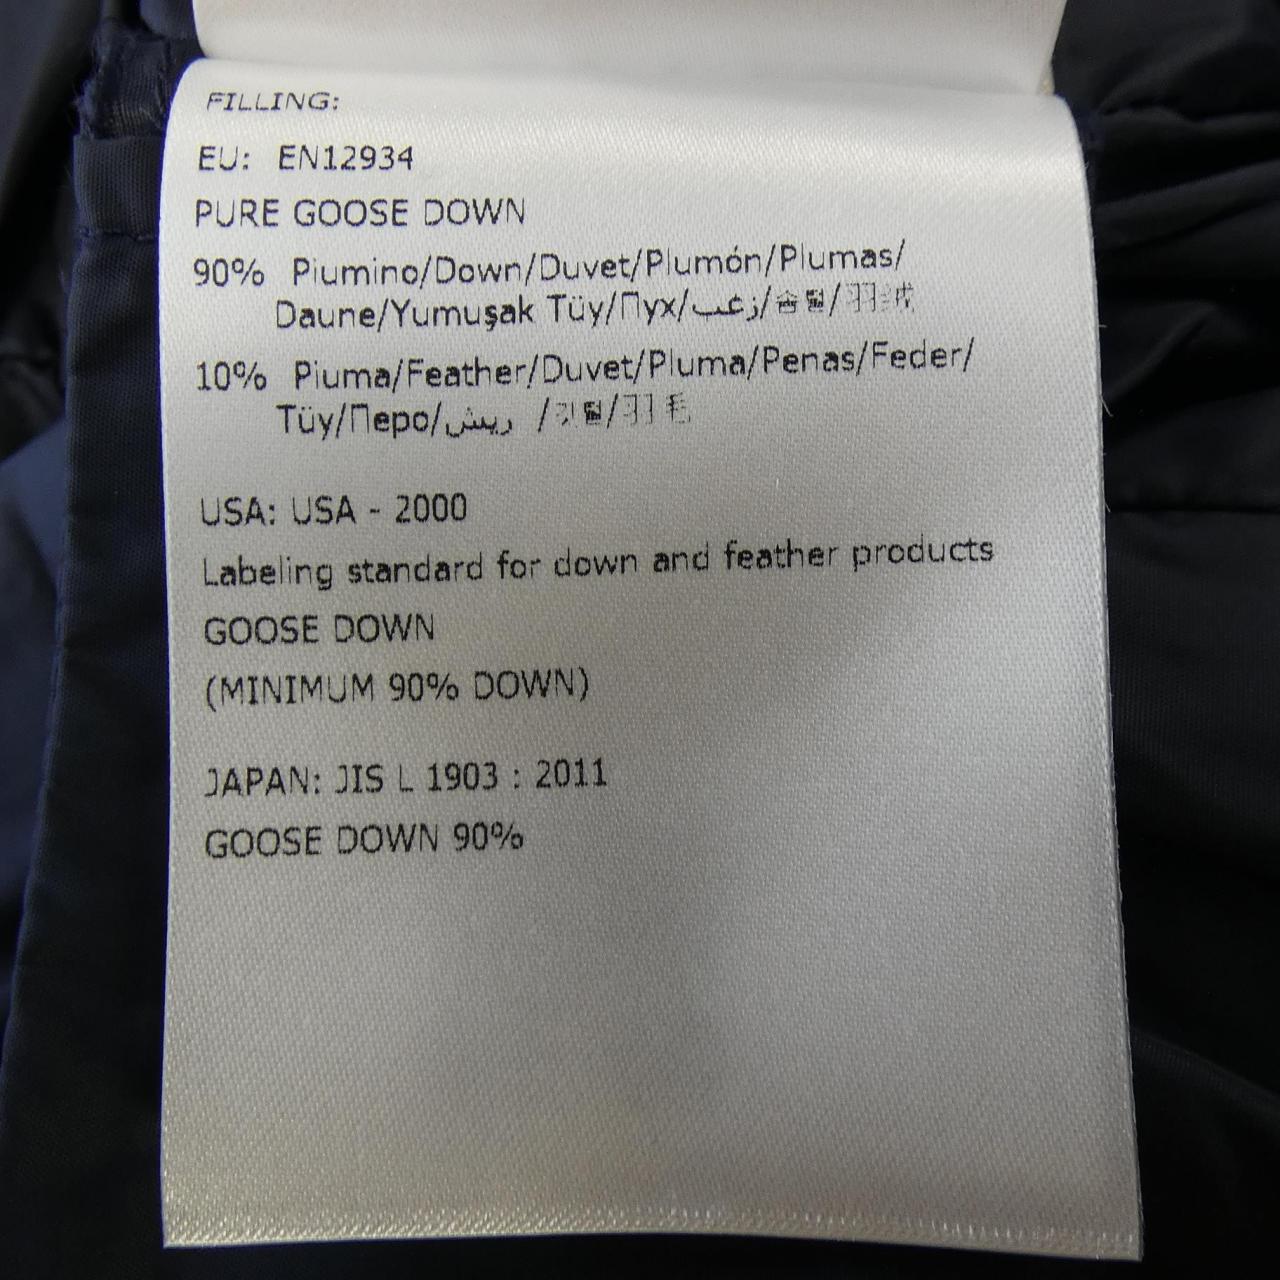 FILLING:
EU: EN12934
PURE GOOSE DOWN
90% Piumino/Down/Duvet/Plumón/Plumas/
Daune/Yumuşak Tüy/Пух/زغب/솜털/羽绒
10% Piuma/Feather/Duvet/Pluma/Penas/Feder/
Tüy/Перо/ريش /깃털/羽毛
USA: USA - 2000
Labeling standard for down and feather products
GOOSE DOWN
(MINIMUM 90% DOWN)
JAPAN: JIS L 1903 : 2011
GOOSE DOWN 90%